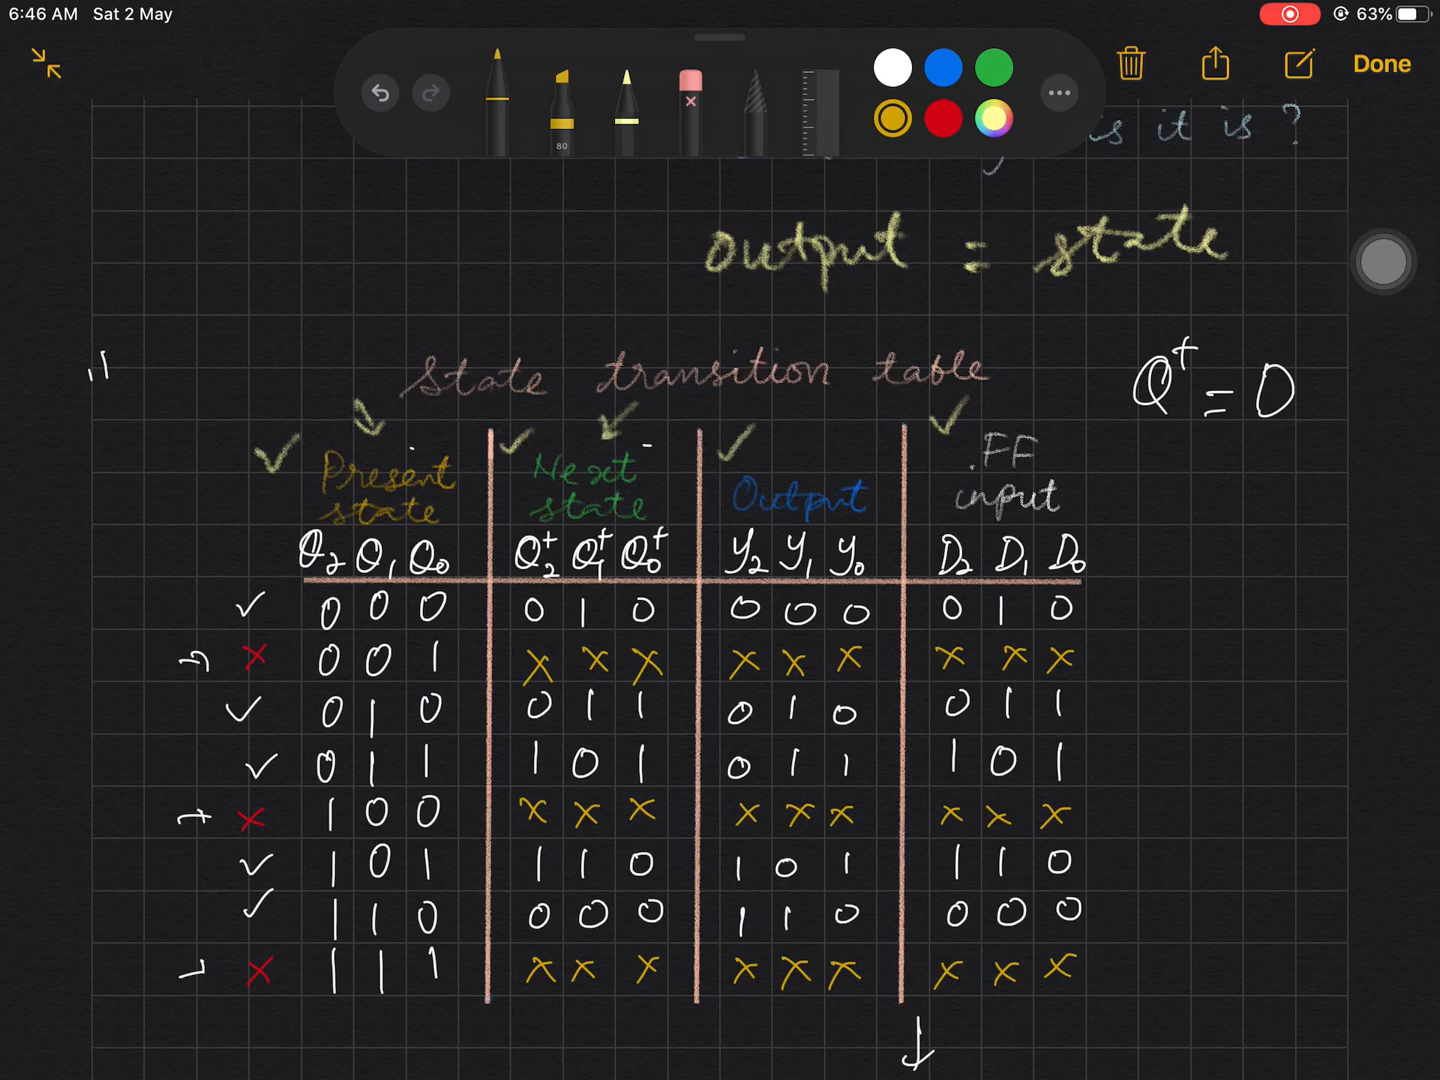 6:46 AM Sat 2 May
63%
80
Done
is it is ?
output = state
State transition table
Q⁺ = D
Present state
Next state
Output
FF input
Q₂ Q₁ Q₀ Q₂⁺ Q₁⁺ Q₀⁺ Y₂ Y₁ Y₀ D₂ D₁ D₀
✓ 0 0 0 0 1 0 0 0 0 0 1 0
× 0 0 1 × × × × × × × × ×
✓ 0 1 0 0 1 1 0 1 0 0 1 1
✓ 0 1 1 1 0 1 0 1 1 1 0 1
× 1 0 0 × × × × × × × × ×
✓ 1 0 1 1 1 0 1 0 1 1 1 0
✓ 1 1 0 0 0 0 1 1 0 0 0 0
× 1 1 1 × × × × × × × × ×